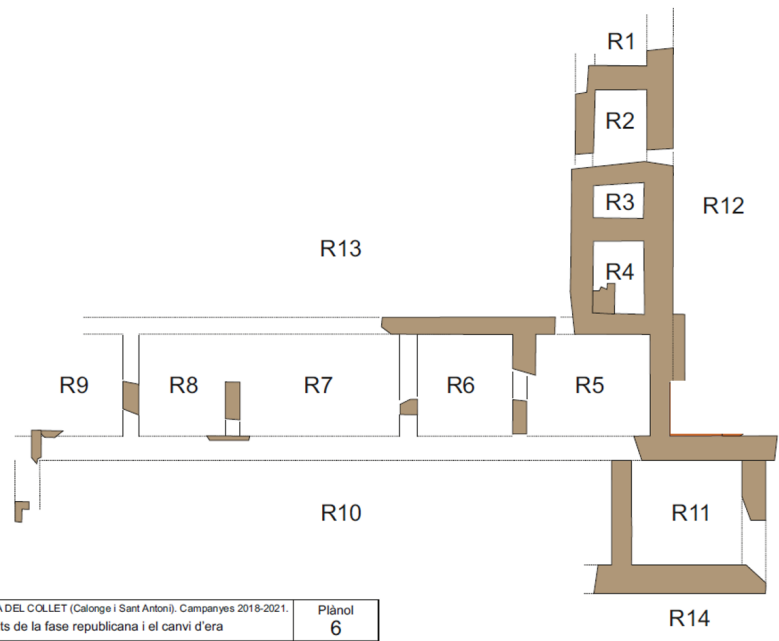 R1
R2
R3
R12
R13
R4
R9
R8
R7
R6
R5
R10
R11
DEL COLLET (Calonge i Sant Antoni). Campanyes 2018-2021.
de la fase republicana i el canvi d'era
Plànol
6
R14